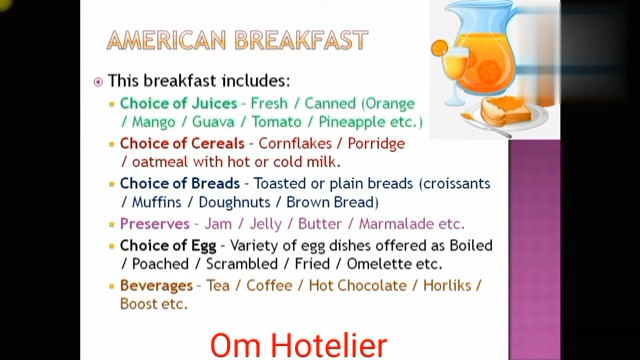 AMERICAN BREAKFAST
This breakfast includes:
Choice of Juices – Fresh / Canned (Orange
/ Mango / Guava / Tomato / Pineapple etc.)
Choice of Cereals – Cornflakes / Porridge
/ oatmeal with hot or cold milk.
Choice of Breads – Toasted or plain breads (croissants
/ Muffins / Doughnuts / Brown Bread)
Preserves – Jam / Jelly / Butter / Marmalade etc.
Choice of Egg – Variety of egg dishes offered as Boiled
/ Poached / Scrambled / Fried / Omelette etc.
Beverages – Tea / Coffee / Hot Chocolate / Horliks /
Boost etc.
Om Hotelier